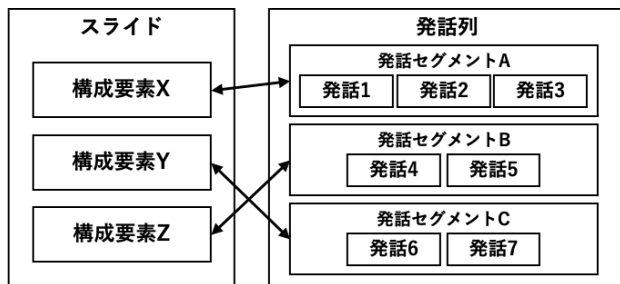 スライド
構成要素X
構成要素Y
構成要素Z
発話列
発話セグメントA
発話1 発話2 発話3
発話セグメントB
発話4 発話5
発話セグメントC
発話6 発話7